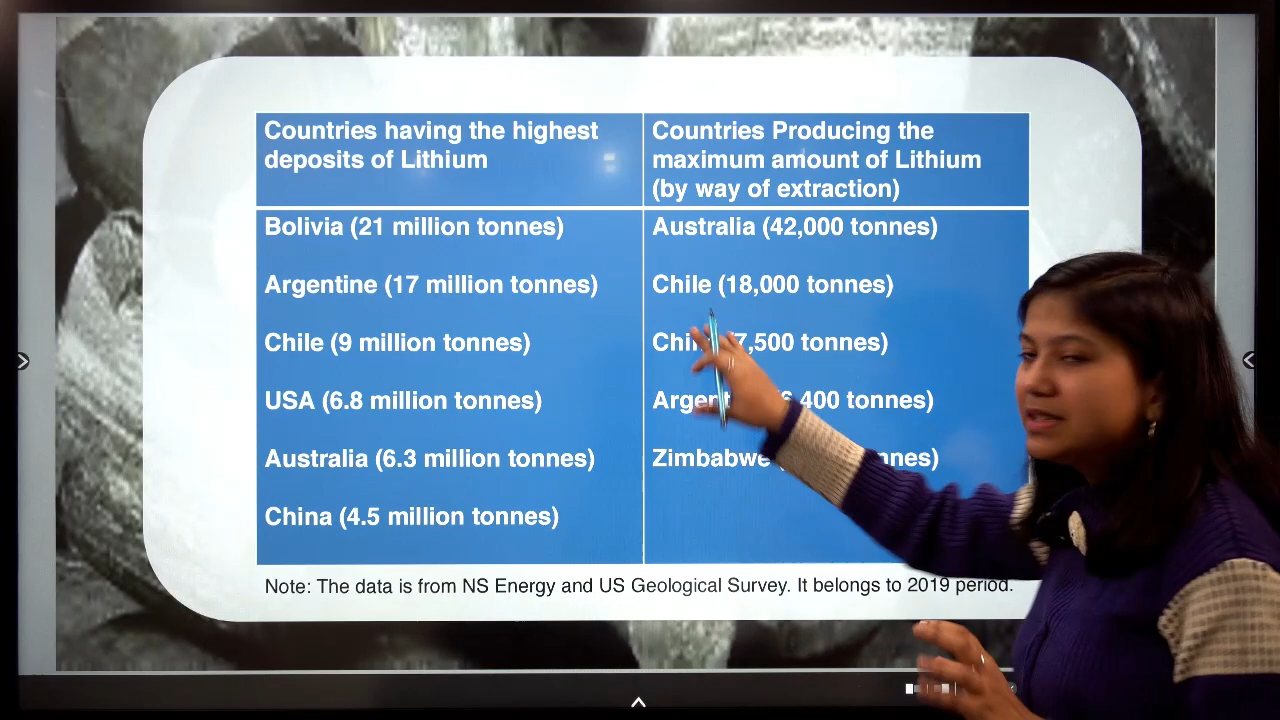 Countries having the highest
deposits of Lithium
Countries Producing the
maximum amount of Lithium
(by way of extraction)
Bolivia (21 million tonnes)
Australia (42,000 tonnes)
Argentine (17 million tonnes)
Chile (18,000 tonnes)
Chile (9 million tonnes)
7,500 tonnes)
USA (6.8 million tonnes)
6,400 tonnes)
Australia (6.3 million tonnes)
Zimbabwe
China (4.5 million tonnes)
Note: The data is from NS Energy and US Geological Survey. It belongs to 2019 period.